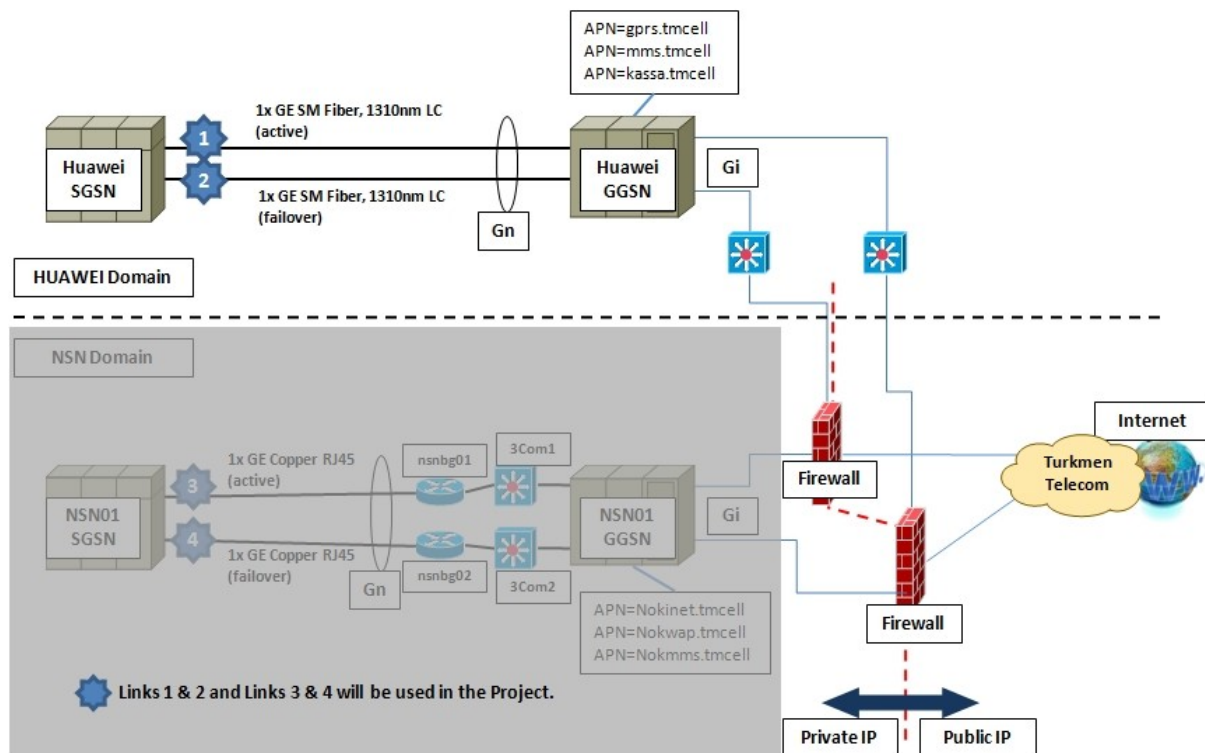 APN=gprs.tmcell
APN=mms.tmcell
APN=kassa.tmcell
1x GE SM Fiber, 1310nm LC
(active)
1
2
Huawei
SGSN
Huawei
GGSN
Gi
1x GE SM Fiber, 1310nm LC
(failover)
Gn
HUAWEI Domain
NSN Domain
Internet
WWW
Turkmen
Telecom
1x GE Copper RJ45
(active)
nsnbg01
3Com1
3
4
NSN01
SGSN
NSN01
GGSN
Gi
Firewall
1x GE Copper RJ45
(failover)
Gn
nsnbg02
3Com2
APN=Nokinet.tmcell
APN=Nokwap.tmcell
APN=Nokmms.tmcell
Firewall
Links 1 & 2 and Links 3 & 4 will be used in the Project.
Private IP
Public IP